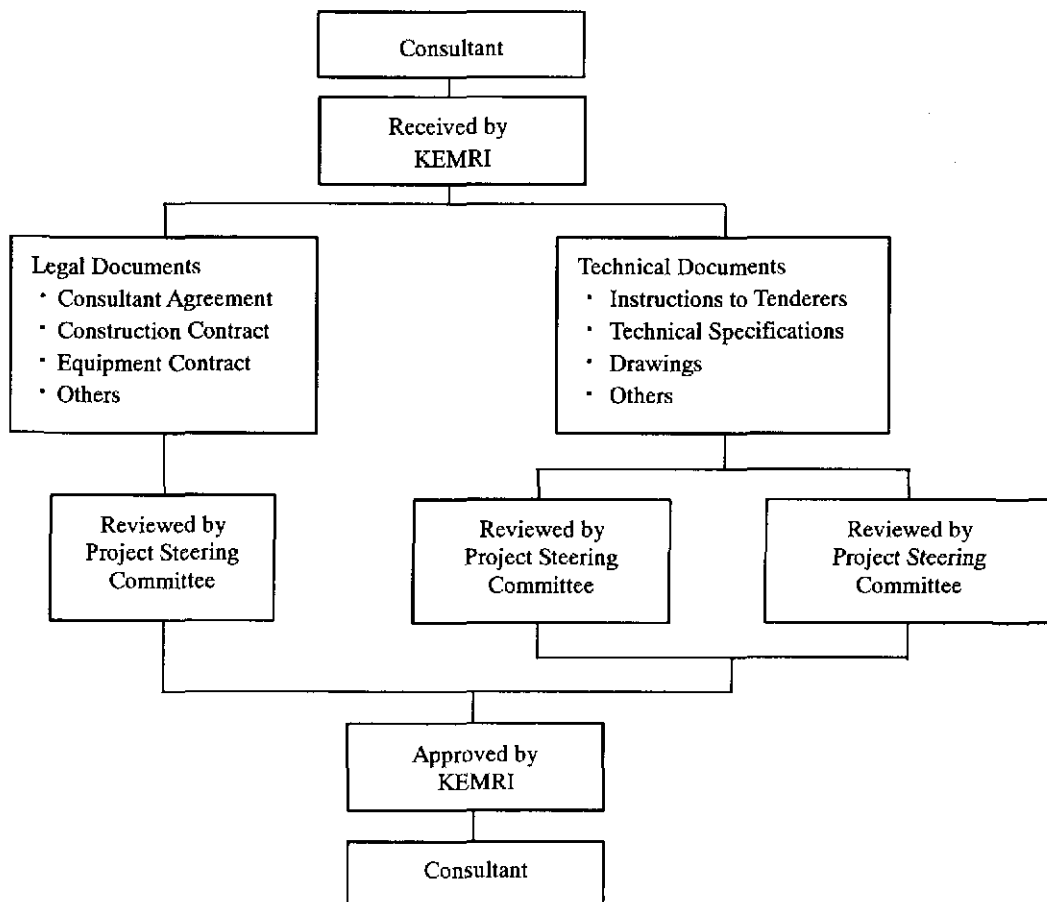 Consultant
Received by
KEMRI
Legal Documents
・ Consultant Agreement
・ Construction Contract
・ Equipment Contract
・ Others
Technical Documents
・ Instructions to Tenderers
・ Technical Specifications
・ Drawings
・ Others
Reviewed by
Project Steering
Committee
Reviewed by
Project Steering
Committee
Reviewed by
Project Steering
Committee
Approved by
KEMRI
Consultant